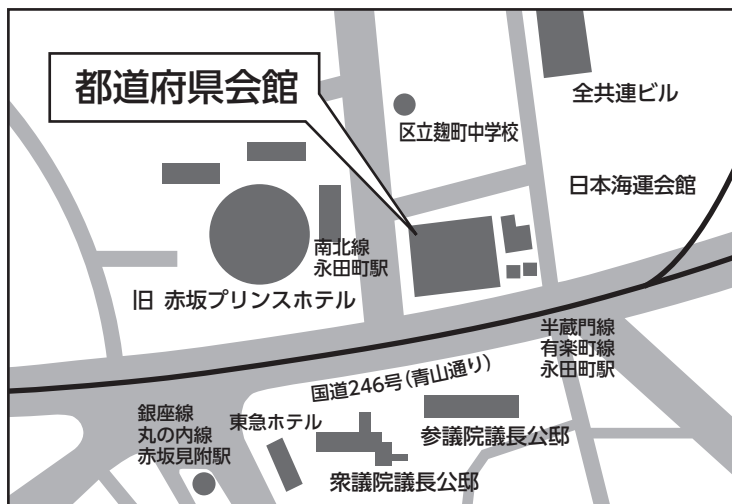 都道府県会館
全共連ビル
区立麹町中学校
日本海運会館
南北線
永田町駅
旧 赤坂プリンスホテル
半蔵門線
有楽町線
永田町駅
国道246号(青山通り)
銀座線
丸の内線
赤坂見附駅
東急ホテル
参議院議長公邸
衆議院議長公邸